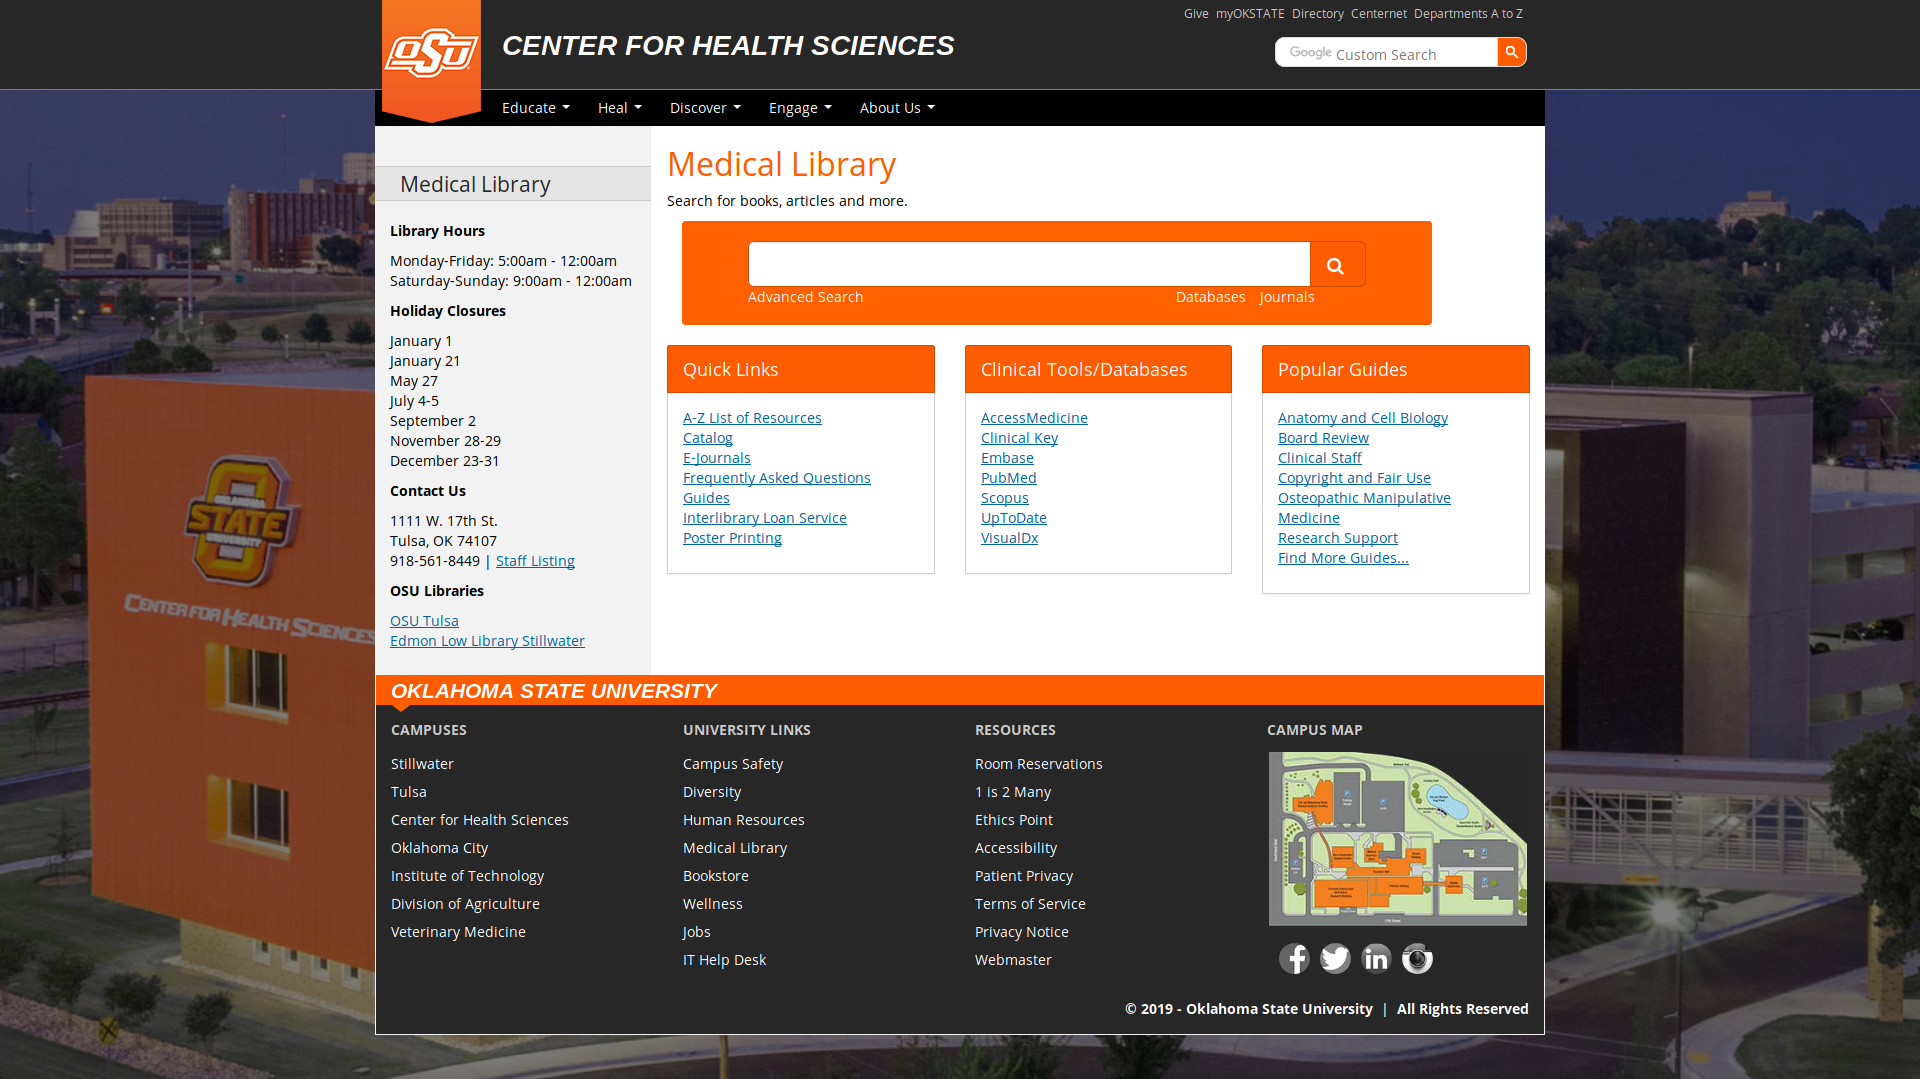 Give myOKSTATE Directory Centernet Departments A to Z
OSU
CENTER FOR HEALTH SCIENCES
Google Custom Search
Educate
Heal
Discover
Engage
About Us
Medical Library
Library Hours
Monday-Friday: 5:00am - 12:00am
Saturday-Sunday: 9:00am - 12:00am
Holiday Closures
January 1
January 21
May 27
July 4-5
September 2
November 28-29
December 23-31
Contact Us
1111 W. 17th St.
Tulsa, OK 74107
918-561-8449 | Staff Listing
OSU Libraries
OSU Tulsa
Edmon Low Library Stillwater
Medical Library
Search for books, articles and more.
Advanced Search
Databases Journals
Quick Links
A-Z List of Resources
Catalog
E-Journals
Frequently Asked Questions
Guides
Interlibrary Loan Service
Poster Printing
Clinical Tools/Databases
AccessMedicine
Clinical Key
Embase
PubMed
Scopus
UpToDate
VisualDx
Popular Guides
Anatomy and Cell Biology
Board Review
Clinical Staff
Copyright and Fair Use
Osteopathic Manipulative
Medicine
Research Support
Find More Guides...
OKLAHOMA
STATE
UNIVERSITY
CENTER FOR HEALTH SCIENCES
OKLAHOMA STATE UNIVERSITY
CAMPUSES
Stillwater
Tulsa
Center for Health Sciences
Oklahoma City
Institute of Technology
Division of Agriculture
Veterinary Medicine
UNIVERSITY LINKS
Campus Safety
Diversity
Human Resources
Medical Library
Bookstore
Wellness
Jobs
IT Help Desk
RESOURCES
Room Reservations
1 is 2 Many
Ethics Point
Accessibility
Patient Privacy
Terms of Service
Privacy Notice
Webmaster
CAMPUS MAP
© 2019 - Oklahoma State University | All Rights Reserved